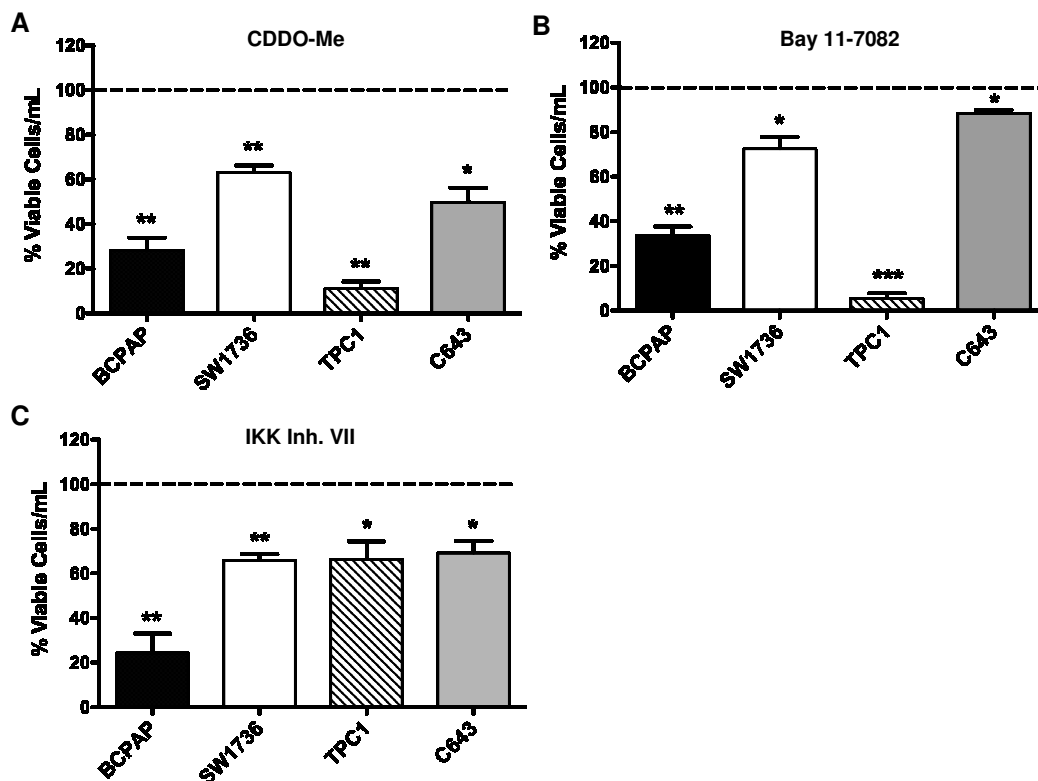 A
CDDO-Me
% Viable Cells/mL
120
100
80
60
40
20
0
**
**
**
*
BCPAP
SW1736
TPC1
C643
B
Bay 11-7082
% Viable Cells/mL
120
100
80
60
40
20
0
**
*
***
*
BCPAP
SW1736
TPC1
C643
C
IKK Inh. VII
% Viable Cells/mL
120
100
80
60
40
20
0
**
**
*
*
BCPAP
SW1736
TPC1
C643